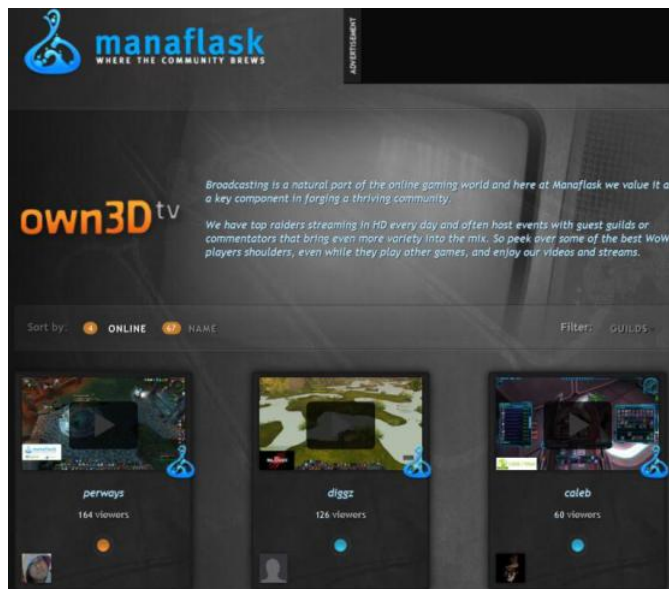 manaflask
WHERE THE COMMUNITY BREWS
ADVERTISEMENT
own3D tv
Broadcasting is a natural part of the online gaming world and here at Manaflask we value it a
a key component in forging a thriving community.
We have top raiders streaming in HD every day and often host events with guest guilds or
commentators that bring even more variety into the mix. So peek over some of the best WoW
players shoulders, even while they play other games, and enjoy our videos and streams.
Sort by: 4 ONLINE 67 NAME Filter: GUILDS
manaflask
perways diggz caleb
164 viewers 126 viewers 60 viewers